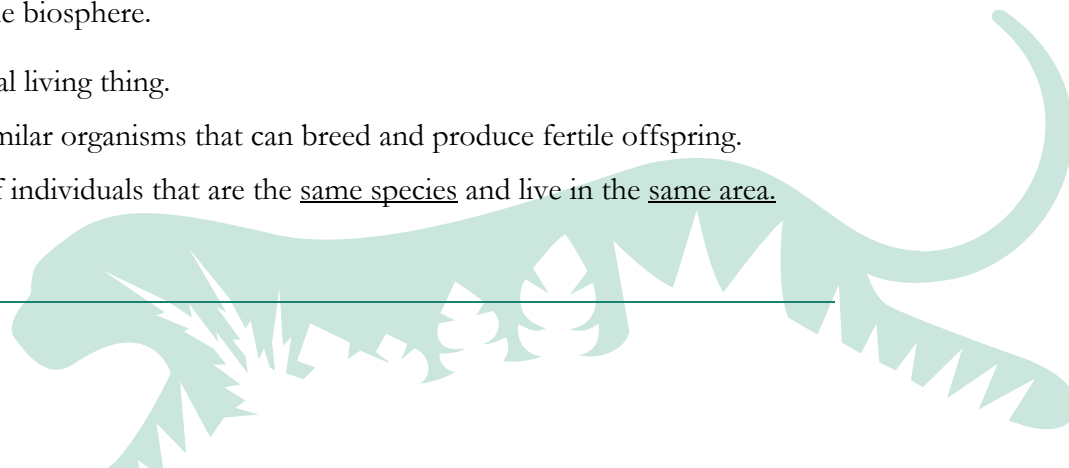 e biosphere.
al living thing.
milar organisms that can breed and produce fertile offspring.
f individuals that are the same species and live in the same area.